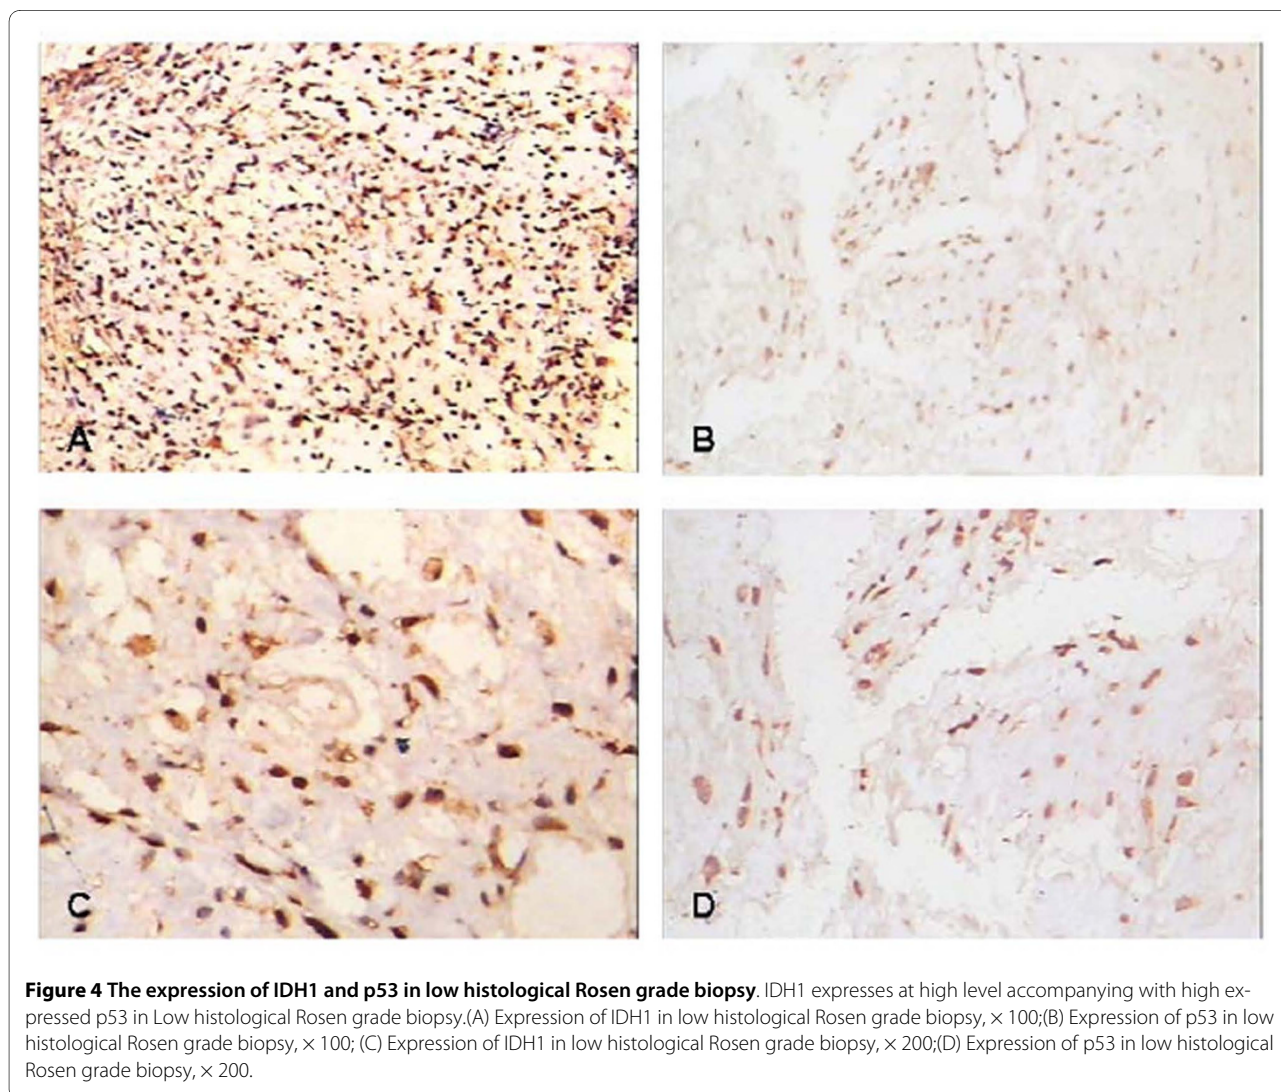 A
B
C
D
Figure 4 The expression of IDH1 and p53 in low histological Rosen grade biopsy. IDH1 expresses at high level accompanying with high ex-
pressed p53 in Low histological Rosen grade biopsy.(A) Expression of IDH1 in low histological Rosen grade biopsy, × 100;(B) Expression of p53 in low
histological Rosen grade biopsy, × 100; (C) Expression of IDH1 in low histological Rosen grade biopsy, × 200;(D) Expression of p53 in low histological
Rosen grade biopsy, × 200.